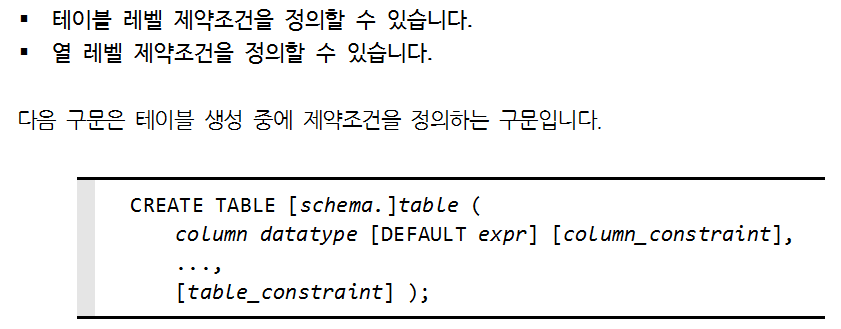 ▪ 테이블 레벨 제약조건을 정의할 수 있습니다.
▪ 열 레벨 제약조건을 정의할 수 있습니다.
다음 구문은 테이블 생성 중에 제약조건을 정의하는 구문입니다.
CREATE TABLE [schema.]table (
column datatype [DEFAULT expr] [column_constraint],
...,
[table_constraint] );